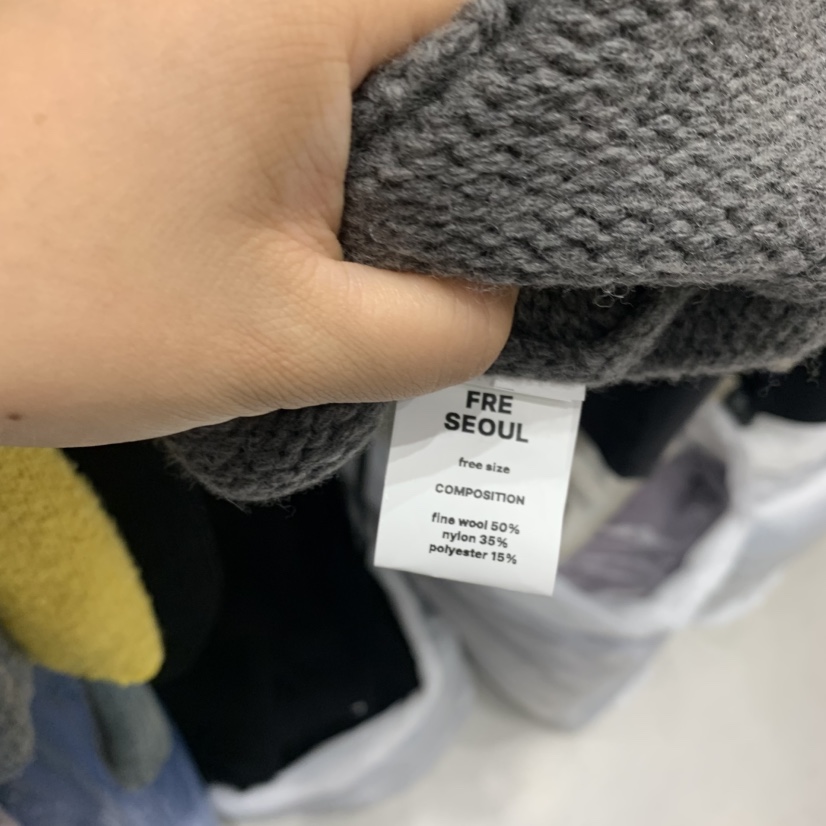 FRE
SEOUL
free size
COMPOSITION
fine wool 50%
nylon 35%
polyester 15%